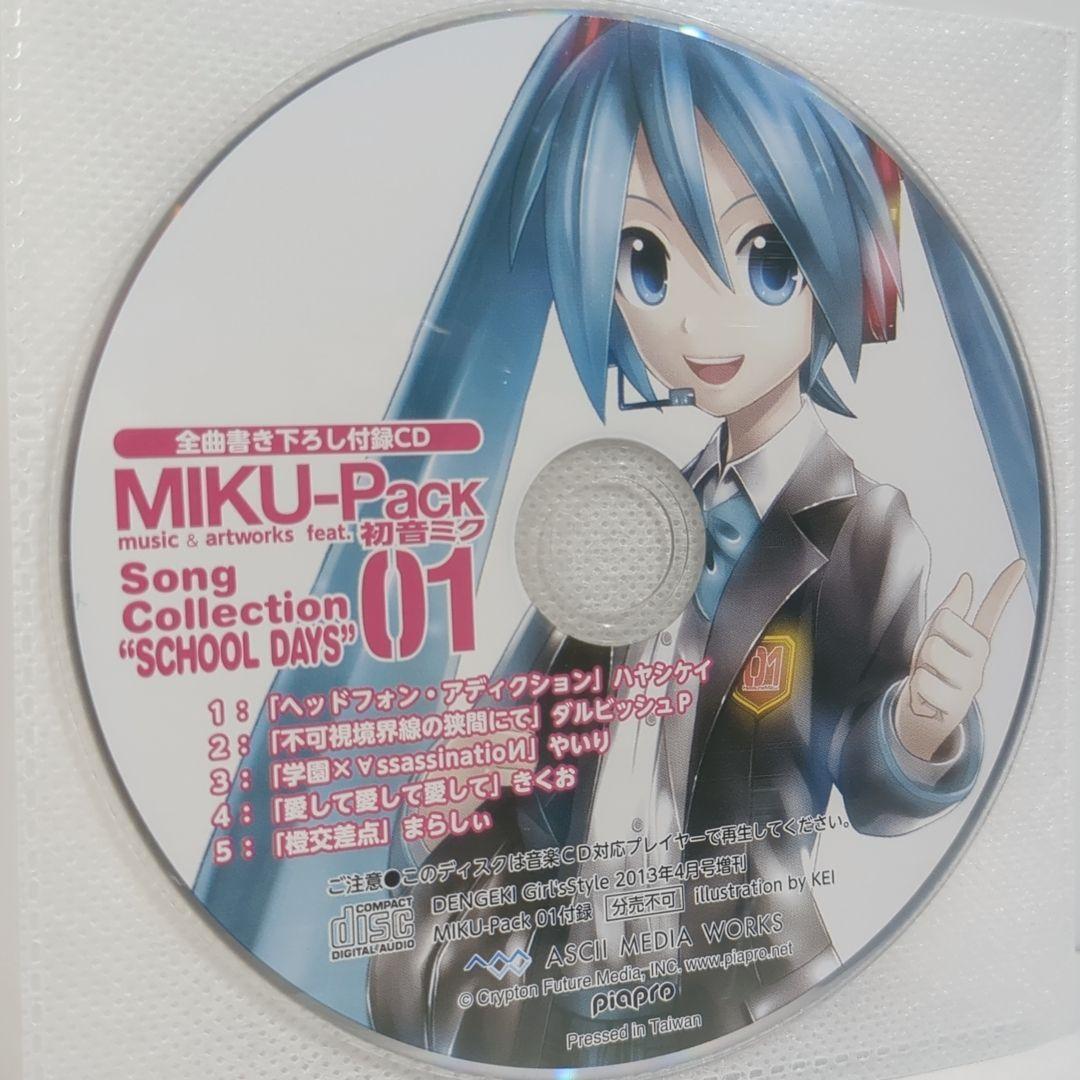 全曲書き下ろし付録CD
MIKU-PACK
music & artworks feat. 初音ミク
Song
Collection
“SCHOOL DAYS”
01
1：「ヘッドフォン・アディクション」ハヤシケイ
2：「不可視境界線の狭間にて」ダルビッシュP
3：「学園×∀ssassinatioИ」やいり
4：「愛して愛して愛して」きくお
5：「橙交差点」まらしぃ
01
ご注意●このディスクは音楽CD対応プレイヤーで再生してください。
COMPACT
disc
DIGITAL AUDIO
DENGEKI Girl'sStyle 2013年4月号増刊
MIKU-Pack 01付録 分売不可 illustration by KEI
ASCII MEDIA WORKS
© Crypton Future Media, INC. www.piapro.net
piapro
Pressed in Taiwan